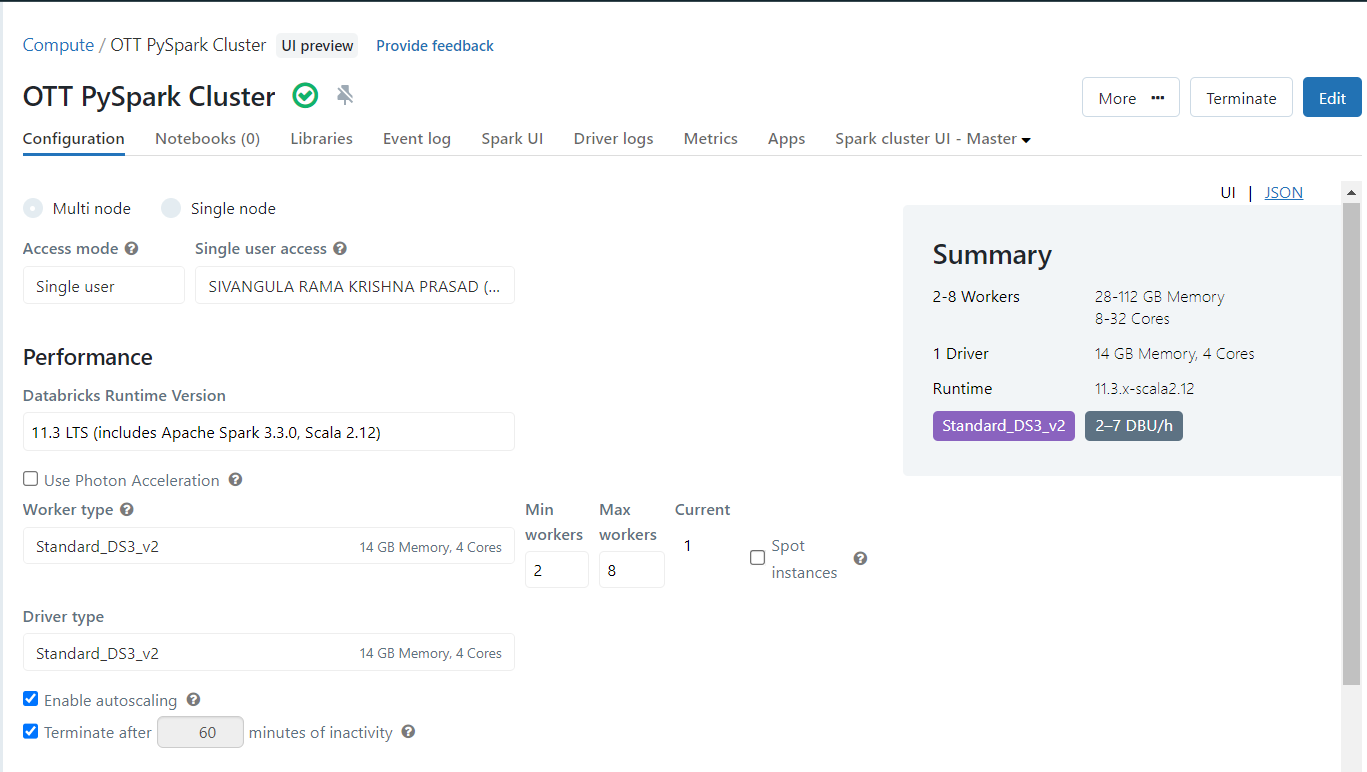 Compute / OTT PySpark Cluster UI preview Provide feedback
OTT PySpark Cluster
More ••• Terminate Edit
Configuration Notebooks (0) Libraries Event log Spark UI Driver logs Metrics Apps Spark cluster UI - Master
UI | JSON
Multi node Single node
Access mode Single user access
Single user SIVANGULA RAMA KRISHNA PRASAD (...
Performance
Databricks Runtime Version
11.3 LTS (includes Apache Spark 3.3.0, Scala 2.12)
Use Photon Acceleration
Worker type
Standard_DS3_v2 14 GB Memory, 4 Cores
Min
workers
2
Max
workers
8
Current
1
Spot
instances
Driver type
Standard_DS3_v2 14 GB Memory, 4 Cores
Enable autoscaling
Terminate after 60 minutes of inactivity
Summary
2-8 Workers 28-112 GB Memory
8-32 Cores
1 Driver 14 GB Memory, 4 Cores
Runtime 11.3.x-scala2.12
Standard_DS3_v2 2–7 DBU/h